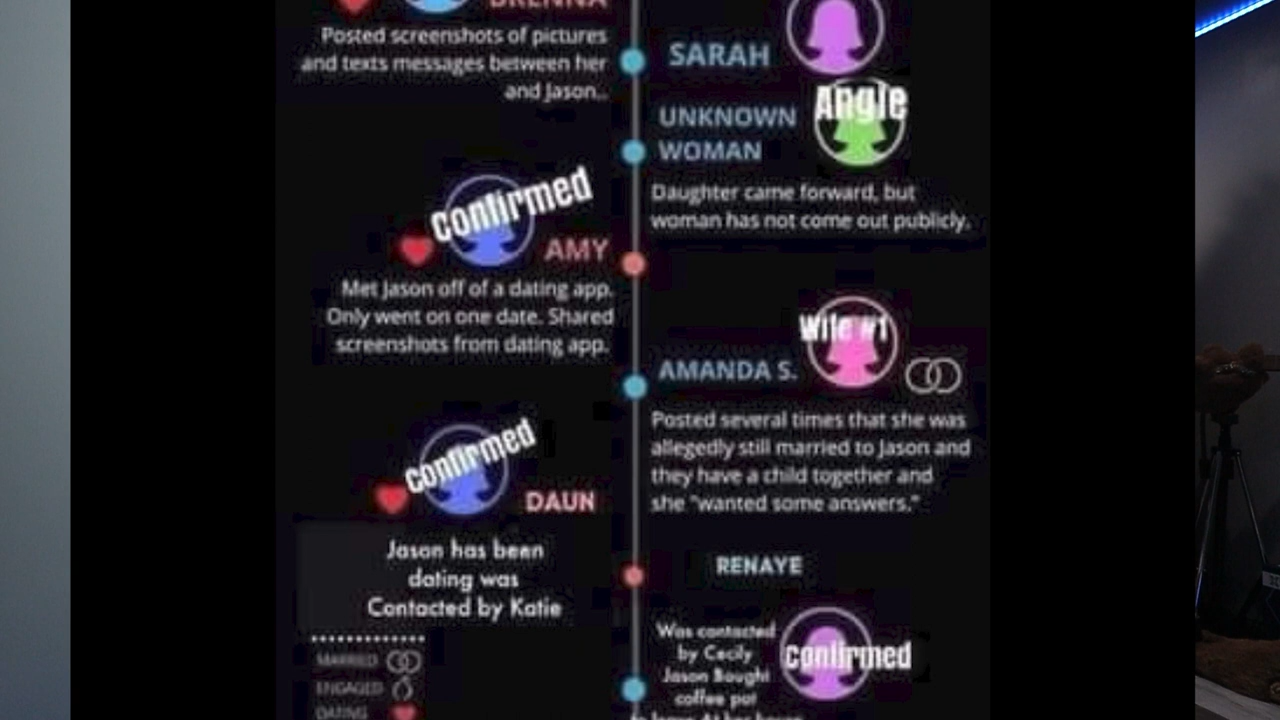 BRENNA
Posted screenshots of pictures
and texts messages between her
and Jason..
SARAH
Angie
UNKNOWN
WOMAN
Daughter came forward, but
woman has not come out publicly.
confirmed
AMY
Met Jason off of a dating app.
Only went on one date. Shared
screenshots from dating app.
Wife #1
AMANDA S.
Posted several times that she was
allegedly still married to Jason and
they have a child together and
she "wanted some answers."
confirmed
DAUN
Jason has been
dating was
Contacted by Katie
RENAYE
Was contacted
by Cecily
Jason Bought
coffee pot
confirmed
MARRIED
ENGAGED
DATING